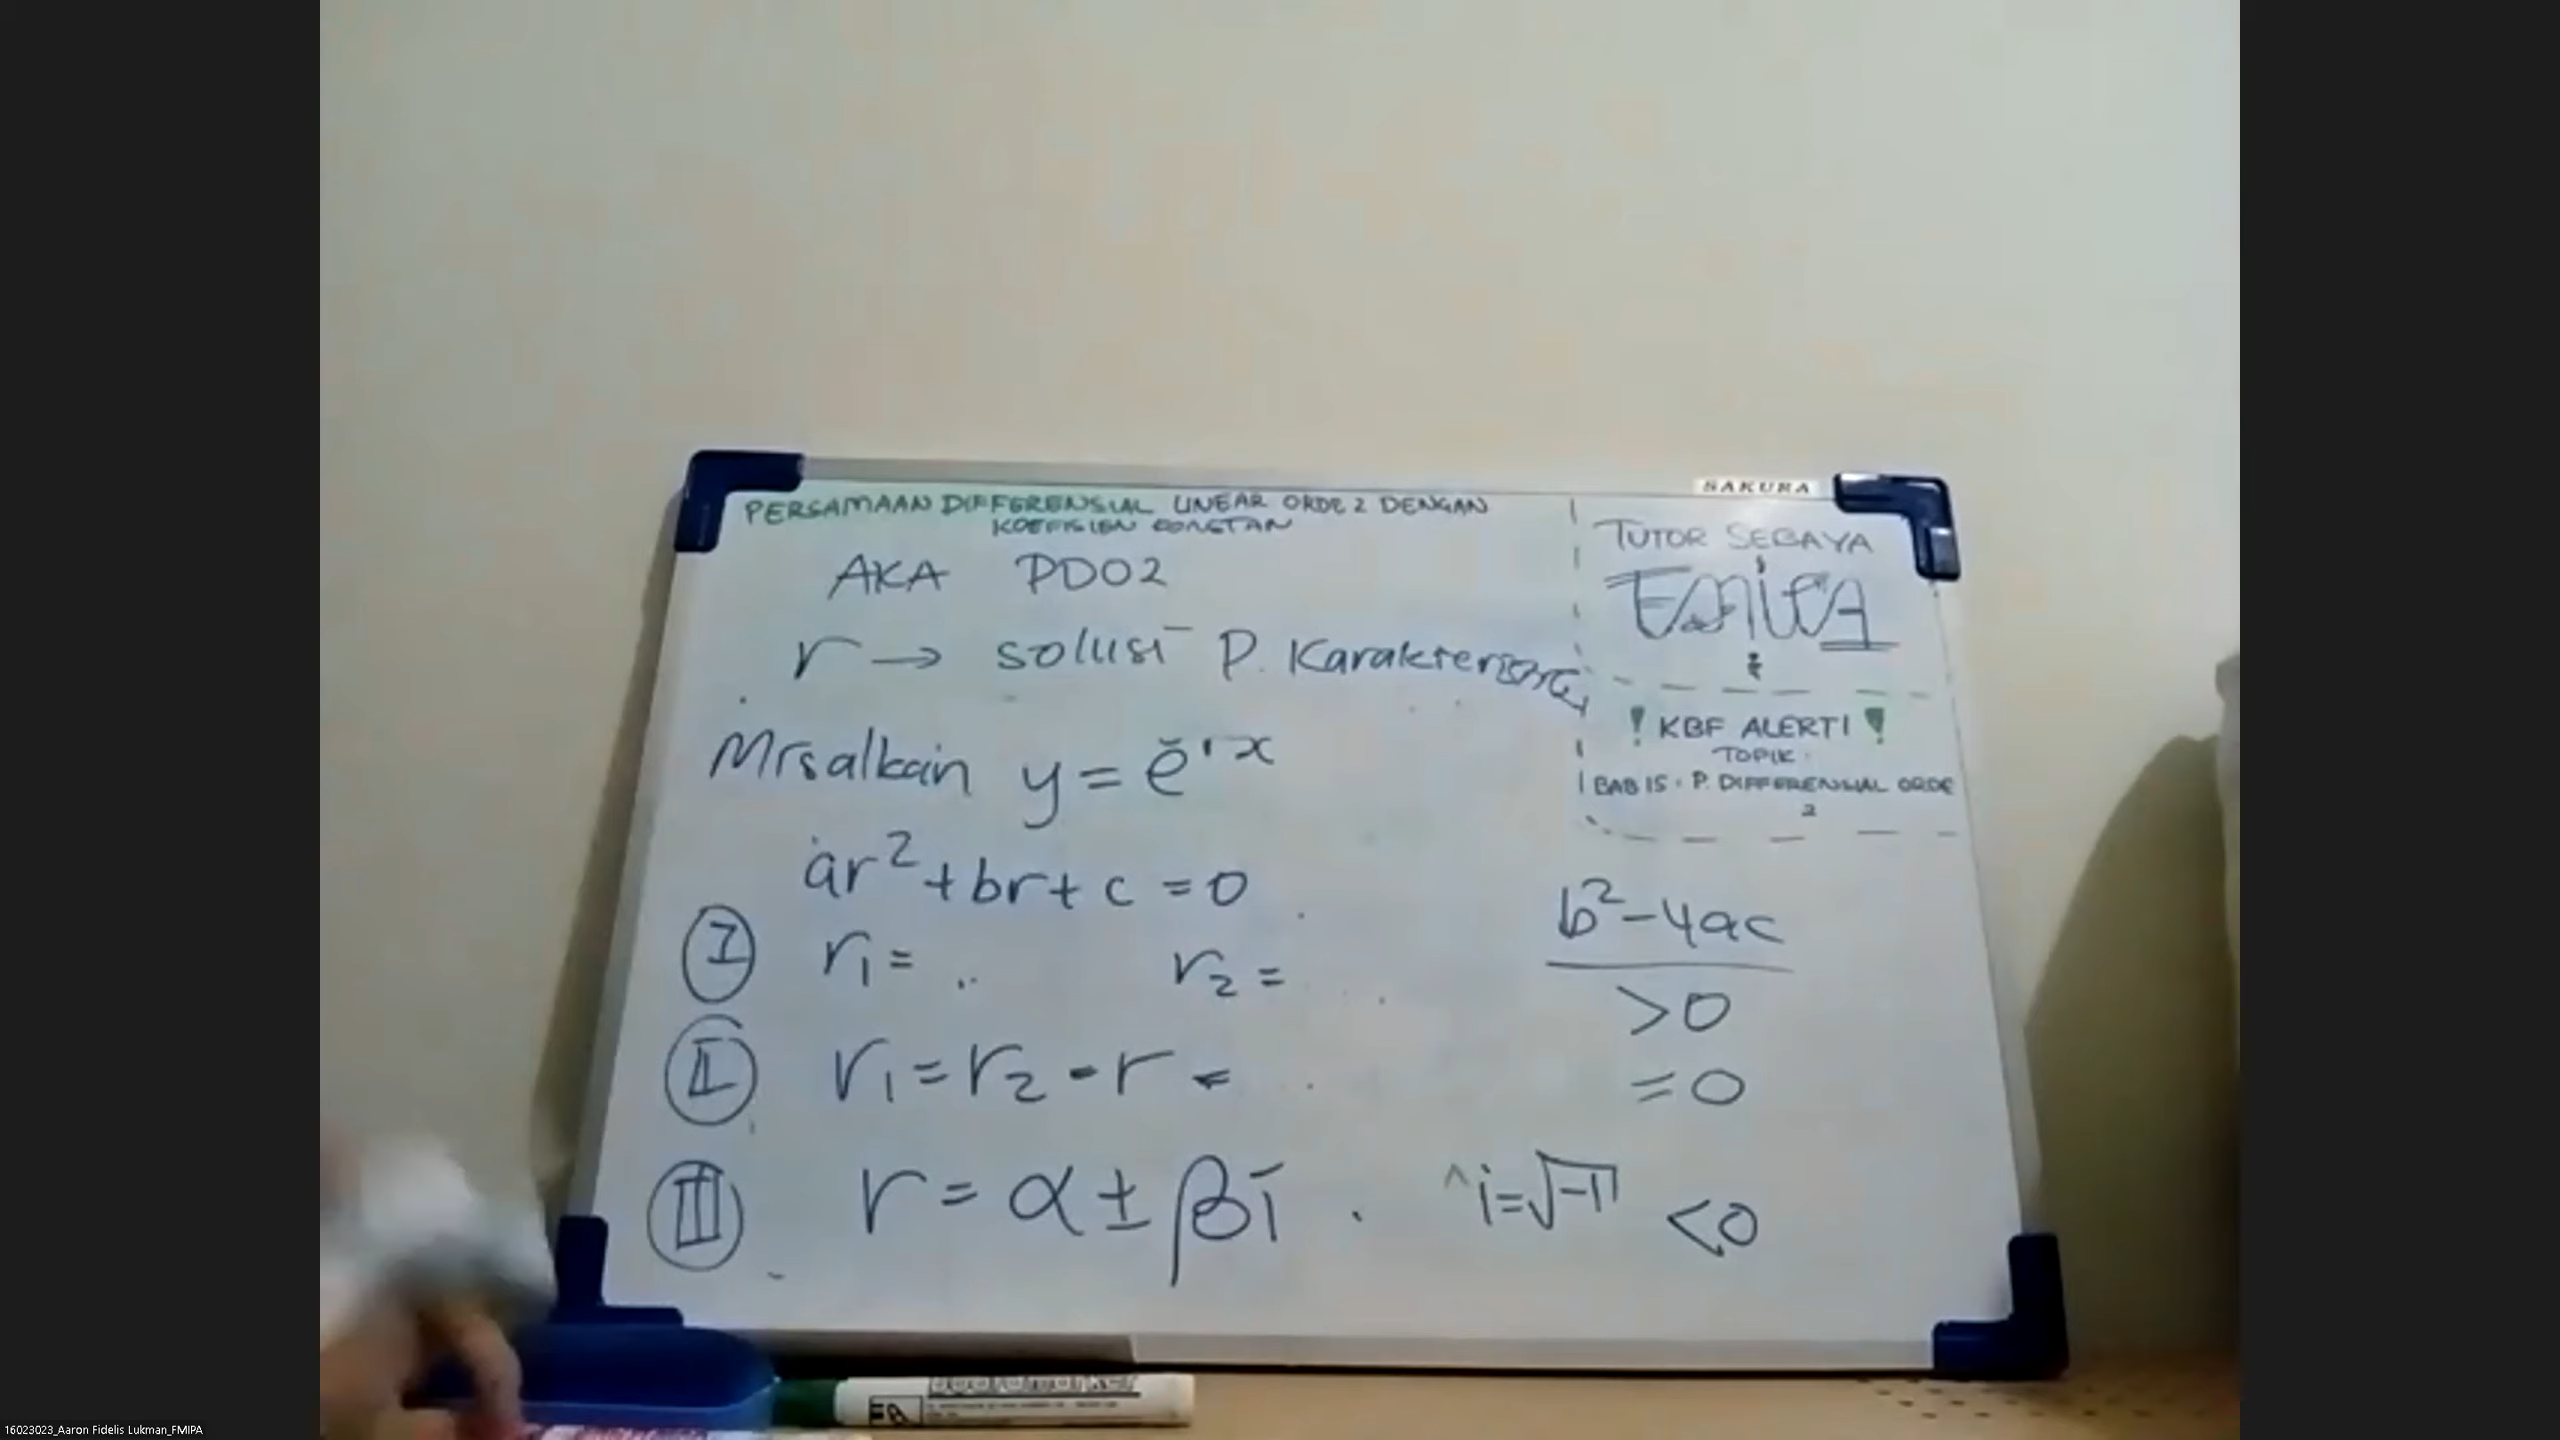 PERSAMAAN DIFFERENSIAL LINEAR ORDE 2 DENGAN
KOEFISIEN KONSTAN
AKA PDO2
r → solusi P. Karakteristik
Misalkan y = e^rx
ar² + br + c = 0
I r₁ = .. r₂ =
II r₁ = r₂ = r =
III r = α ± βi . i = √-1
SAKURA
TUTOR SEBAYA
FMIPA
! KBF ALERT! !
TOPIK:
BAB 15 : P. DIFFERENSIAL ORDE
2
b² - 4ac
> 0
= 0
< 0
16023023_Aaron Fidelis Lukman_FMIPA